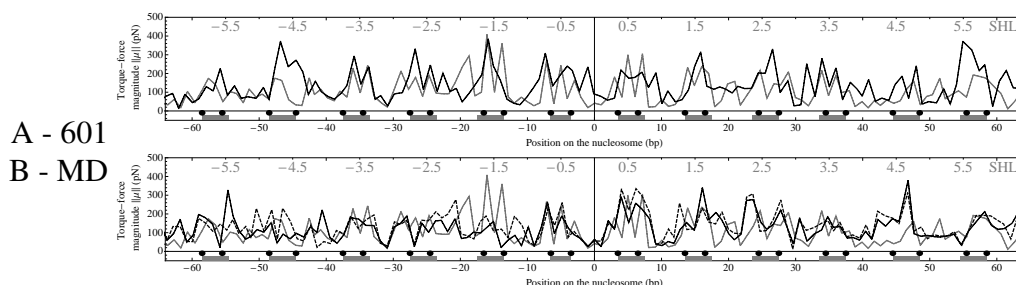 500 −5.5 −4.5 −3.5 −2.5 −1.5 −0.5 0.5 1.5 2.5 3.5 4.5 5.5 SHL
400
300
200
100
0
Torque−force
magnitude ||μ|| (pN)
−60 −50 −40 −30 −20 −10 0 10 20 30 40 50 60
Position on the nucleosome (bp)
A - 601
B - MD
500 −5.5 −4.5 −3.5 −2.5 −1.5 −0.5 0.5 1.5 2.5 3.5 4.5 5.5 SHL
400
300
200
100
0
Torque−force
magnitude ||μ|| (pN)
−60 −50 −40 −30 −20 −10 0 10 20 30 40 50 60
Position on the nucleosome (bp)